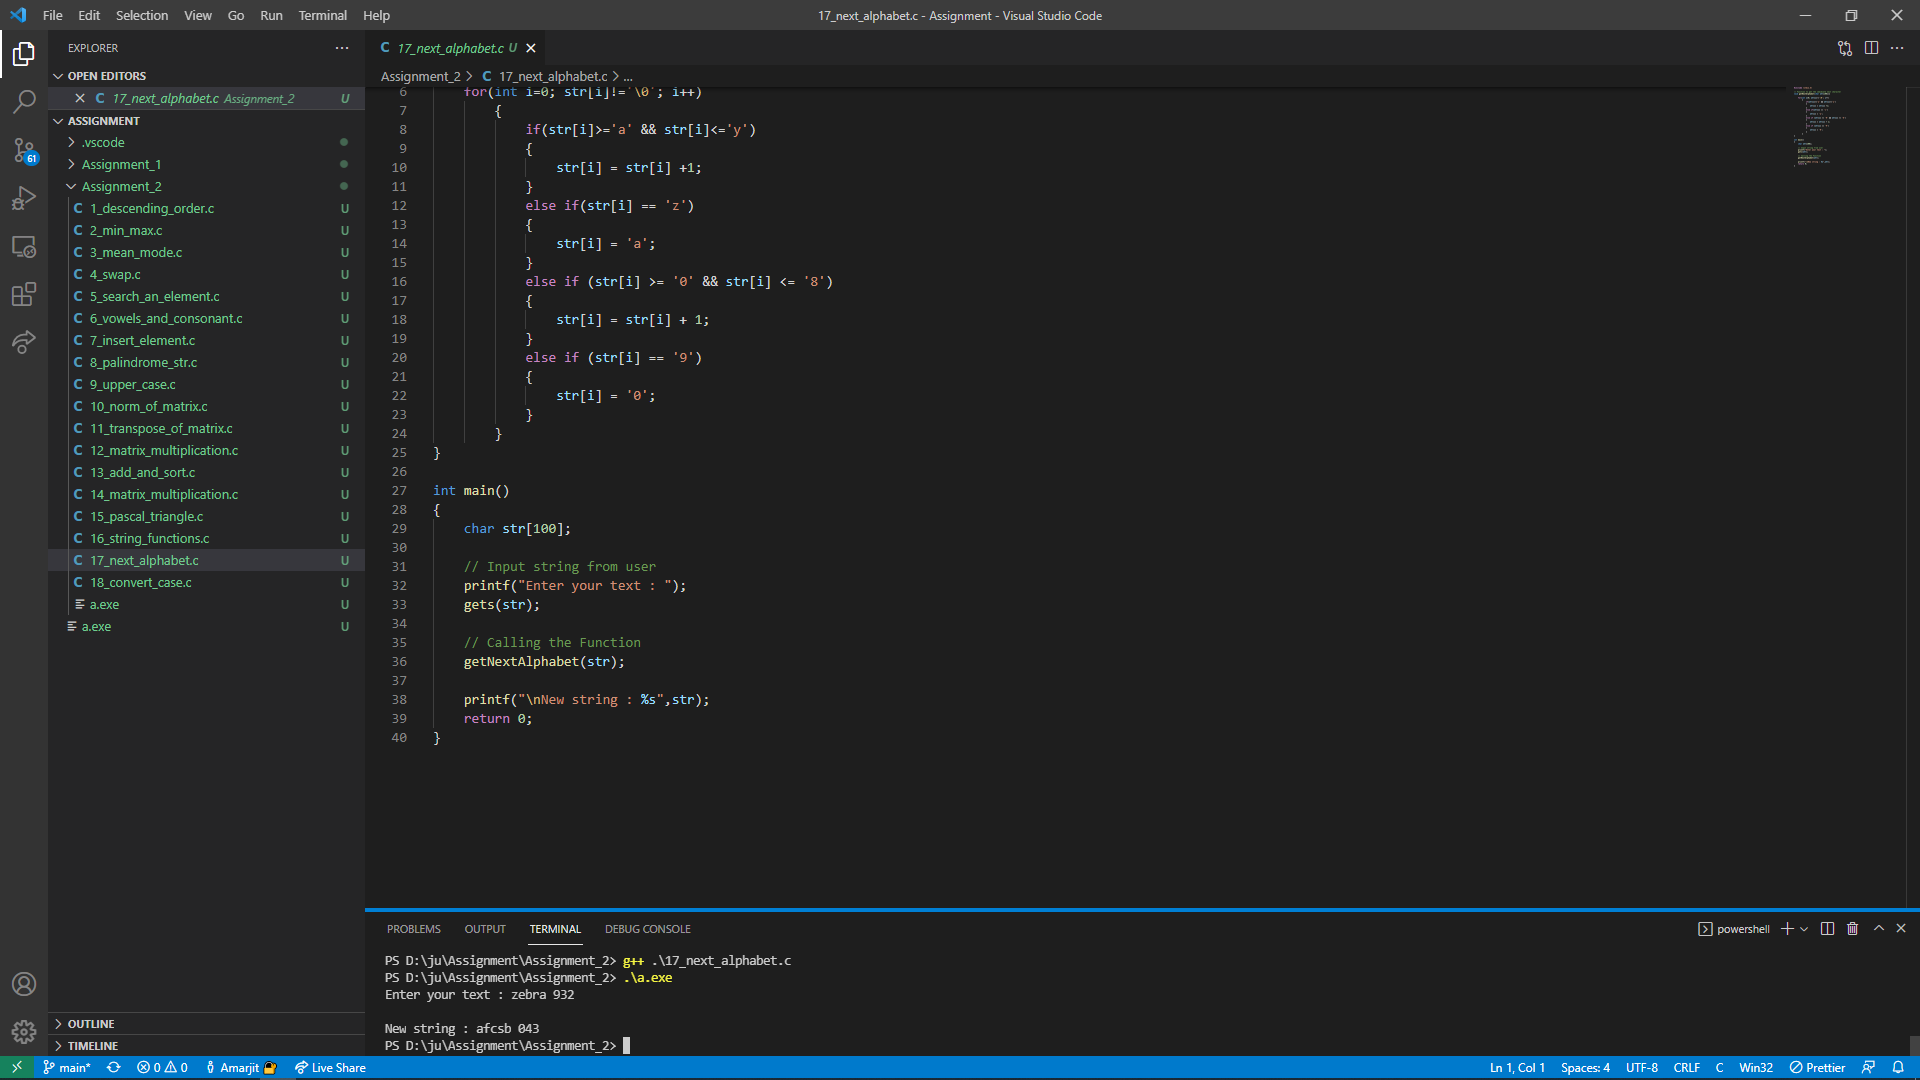 File Edit Selection View Go Run Terminal Help
17_next_alphabet.c - Assignment - Visual Studio Code
EXPLORER
OPEN EDITORS
17_next_alphabet.c Assignment_2 U
ASSIGNMENT
.vscode
Assignment_1
Assignment_2
1_descending_order.c U
2_min_max.c U
3_mean_mode.c U
4_swap.c U
5_search_an_element.c U
6_vowels_and_consonant.c U
7_insert_element.c U
8_palindrome_str.c U
9_upper_case.c U
10_norm_of_matrix.c U
11_transpose_of_matrix.c U
12_matrix_multiplication.c U
13_add_and_sort.c U
14_matrix_multiplication.c U
15_pascal_triangle.c U
16_string_functions.c U
17_next_alphabet.c U
18_convert_case.c U
a.exe U
a.exe U
OUTLINE
TIMELINE
61
C 17_next_alphabet.c U
Assignment_2 > C 17_next_alphabet.c > ...
6 for(int i=0; str[i]!='\0'; i++)
7 {
8 if(str[i]>='a' && str[i]<='y')
9 {
10 str[i] = str[i] +1;
11 }
12 else if(str[i] == 'z')
13 {
14 str[i] = 'a';
15 }
16 else if (str[i] >= '0' && str[i] <= '8')
17 {
18 str[i] = str[i] + 1;
19 }
20 else if (str[i] == '9')
21 {
22 str[i] = '0';
23 }
24 }
25 }
26
27 int main()
28 {
29 char str[100];
30
31 // Input string from user
32 printf("Enter your text : ");
33 gets(str);
34
35 // Calling the Function
36 getNextAlphabet(str);
37
38 printf("\nNew string : %s",str);
39 return 0;
40 }
PROBLEMS OUTPUT TERMINAL DEBUG CONSOLE
powershell
PS D:\ju\Assignment\Assignment_2> g++ .\17_next_alphabet.c
PS D:\ju\Assignment\Assignment_2> .\a.exe
Enter your text : zebra 932
New string : afcsb 043
PS D:\ju\Assignment\Assignment_2>
main* 0 0 Amarjit Live Share
Ln 1, Col 1 Spaces: 4 UTF-8 CRLF C Win32 Prettier